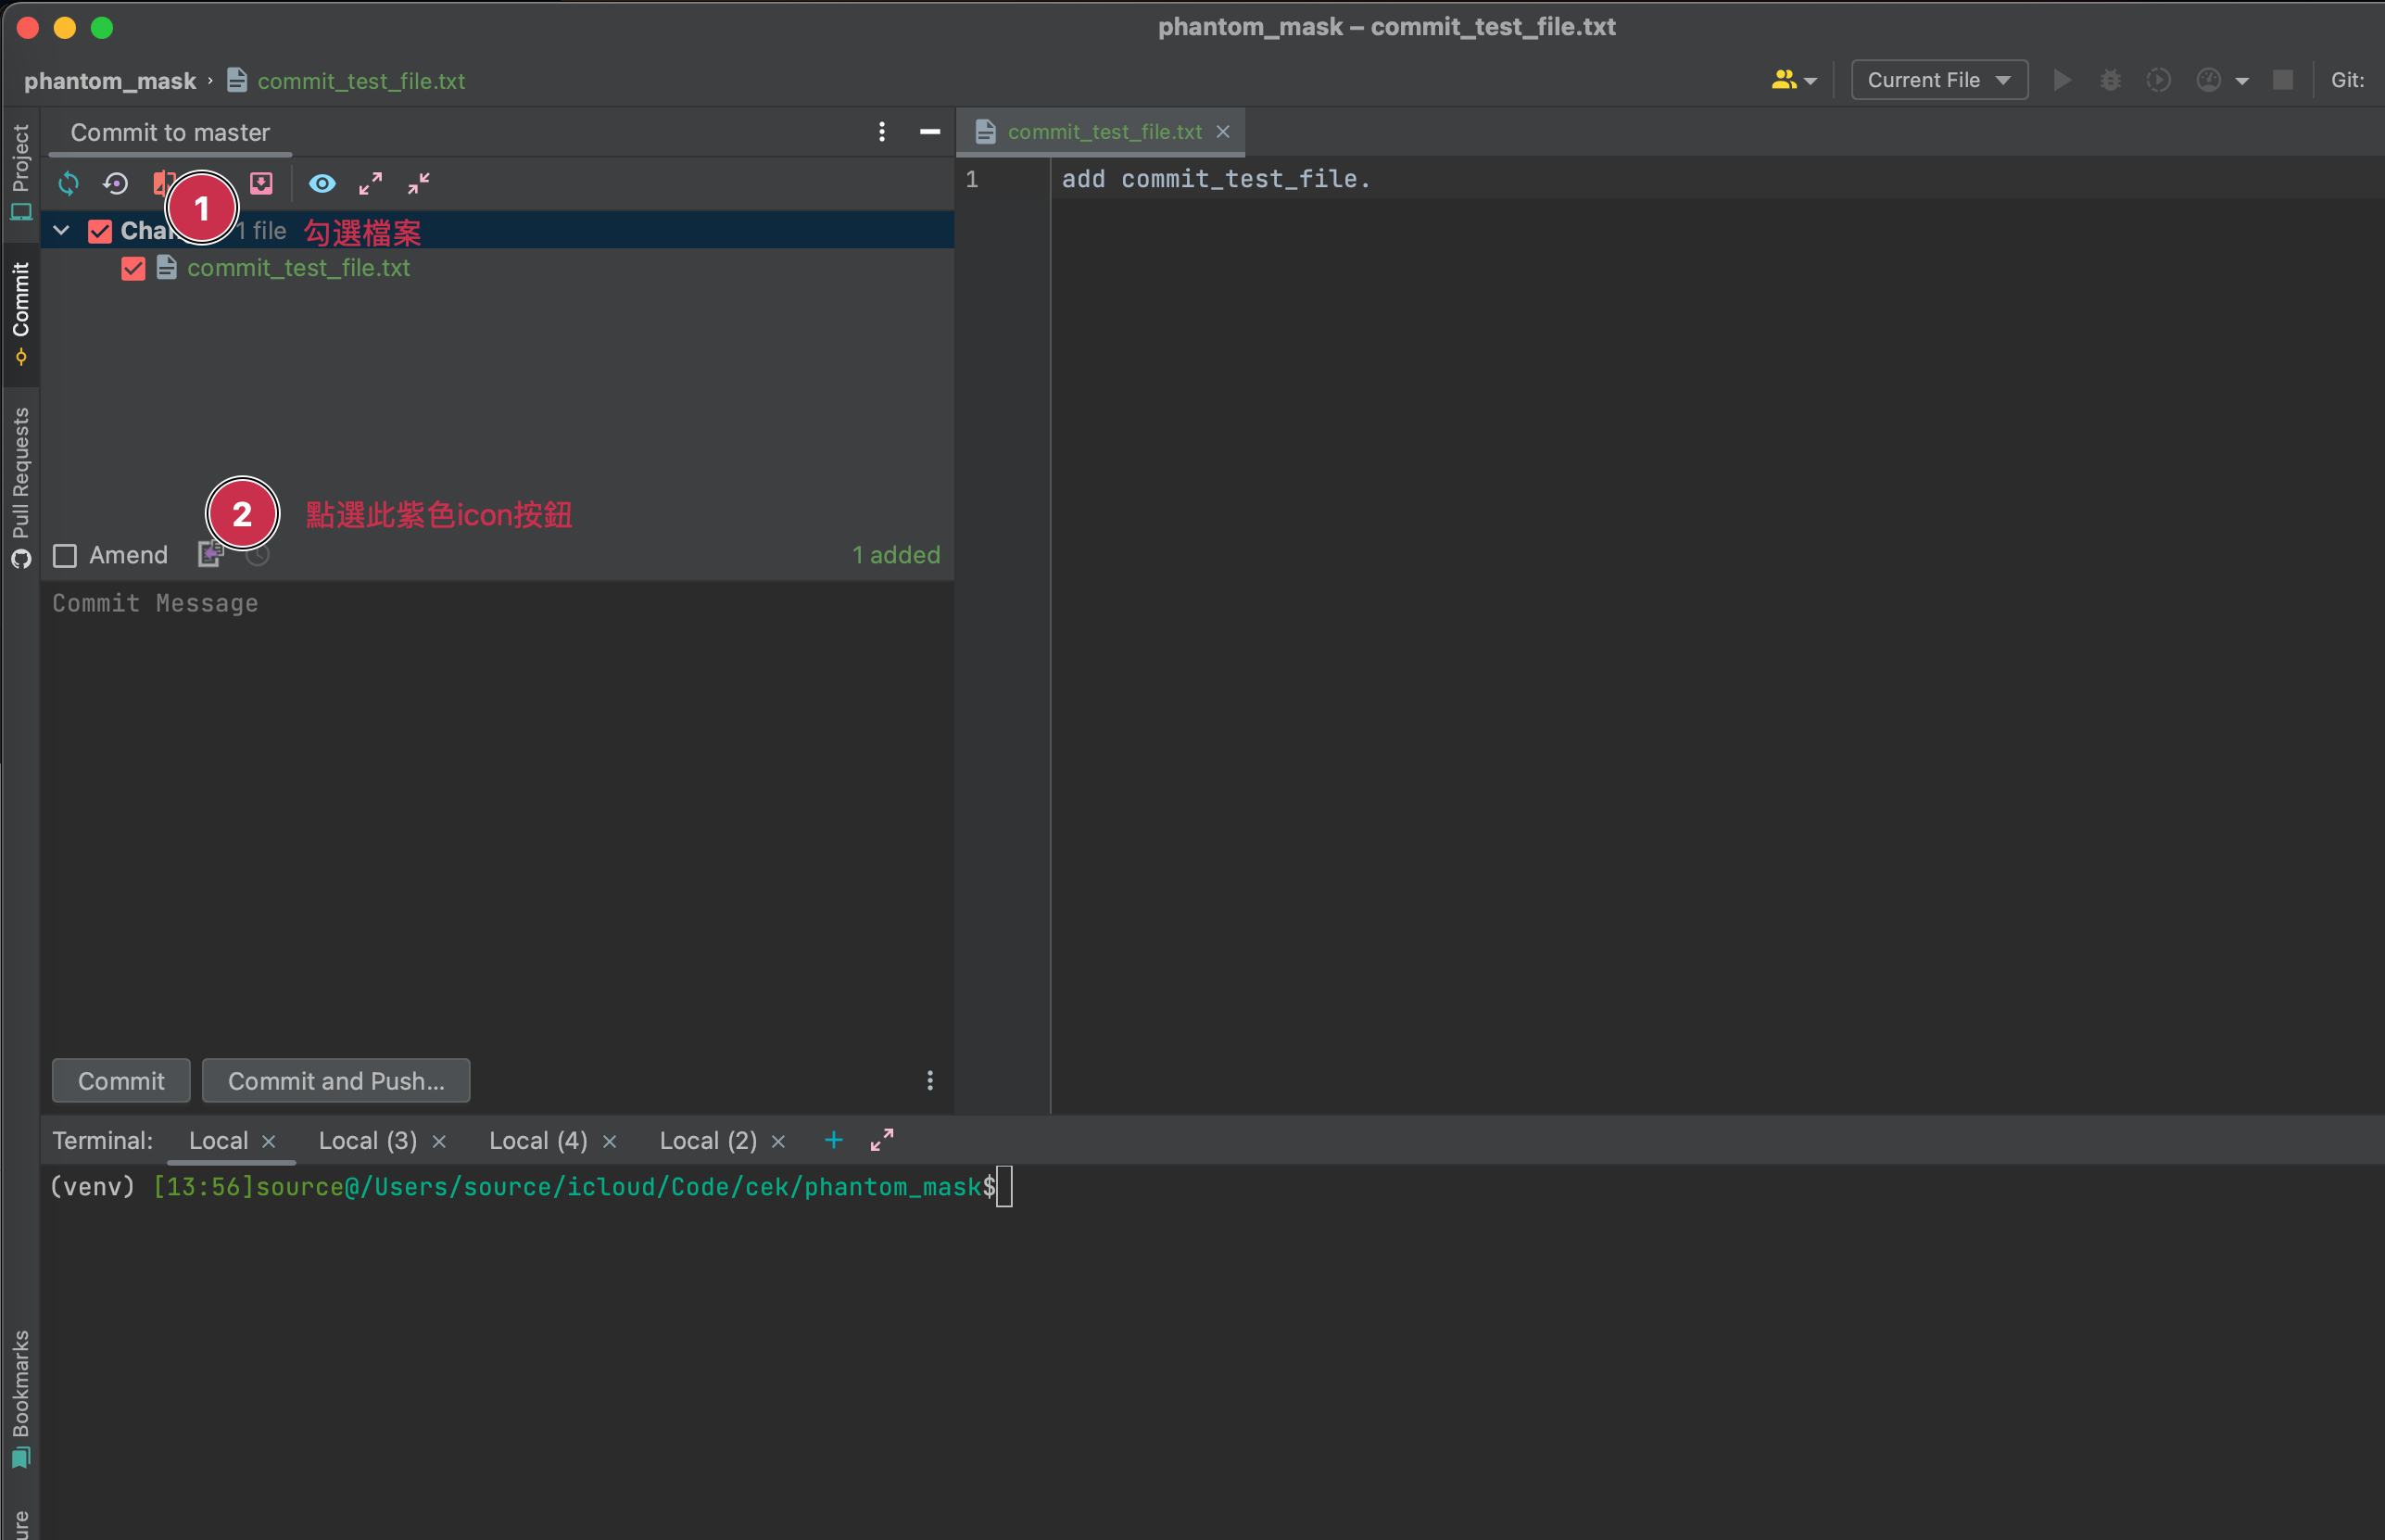 phantom_mask – commit_test_file.txt
phantom_mask › commit_test_file.txt
Current File
Git:
Project
Commit
Pull Requests
Bookmarks
Commit to master
1
1 file
勾選檔案
commit_test_file.txt
2
點選此紫色icon按鈕
Amend
1 added
Commit Message
Commit
Commit and Push...
commit_test_file.txt
1 add commit_test_file.
Terminal: Local Local (3) Local (4) Local (2)
(venv) [13:56]source@/Users/source/icloud/Code/cek/phantom_mask$